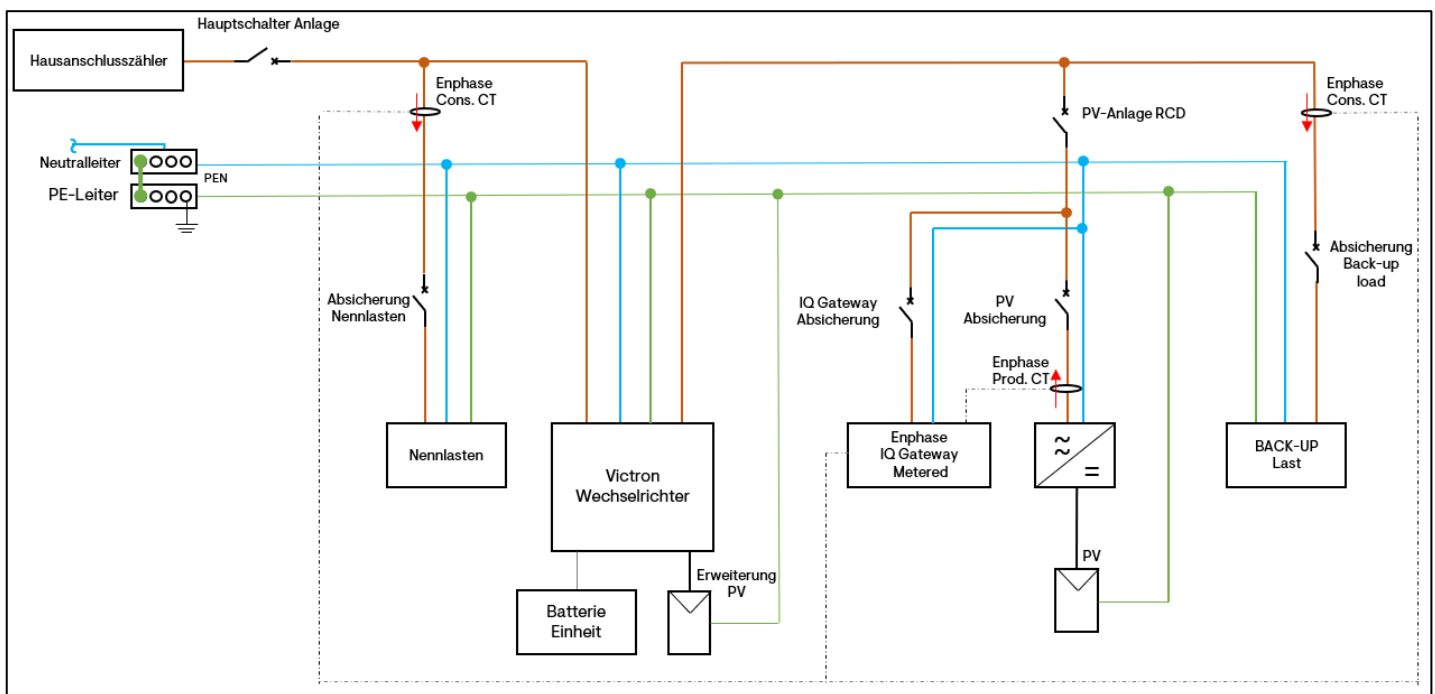 Hauptschalter Anlage
Hausanschlusszähler
Enphase
Cons. CT
Enphase
Cons. CT
PV-Anlage RCD
Neutralleiter
PEN
PE-Leiter
Absicherung
Nennlasten
IQ Gateway
Absicherung
PV
Absicherung
Absicherung
Back-up
load
Enphase
Prod. CT
Nennlasten
Victron
Wechselrichter
Enphase
IQ Gateway
Metered
BACK-UP
Last
PV
Erweiterung
PV
Batterie
Einheit